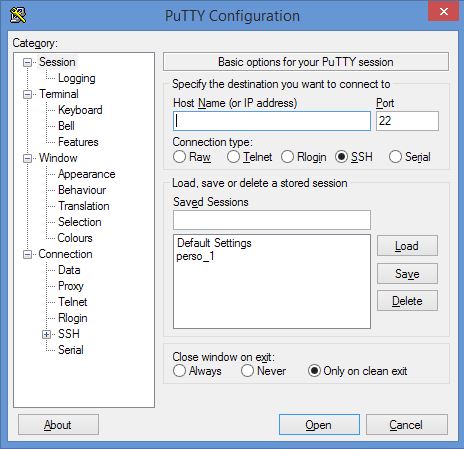 PuTTY Configuration
Category:
Session
Logging
Terminal
Keyboard
Bell
Features
Window
Appearance
Behaviour
Translation
Selection
Colours
Connection
Data
Proxy
Telnet
Rlogin
SSH
Serial
Basic options for your PuTTY session
Specify the destination you want to connect to
Host Name (or IP address) Port
22
Connection type:
Raw Telnet Rlogin SSH Serial
Load, save or delete a stored session
Saved Sessions
Default Settings
perso_1
Load
Save
Delete
Close window on exit:
Always Never Only on clean exit
About Open Cancel